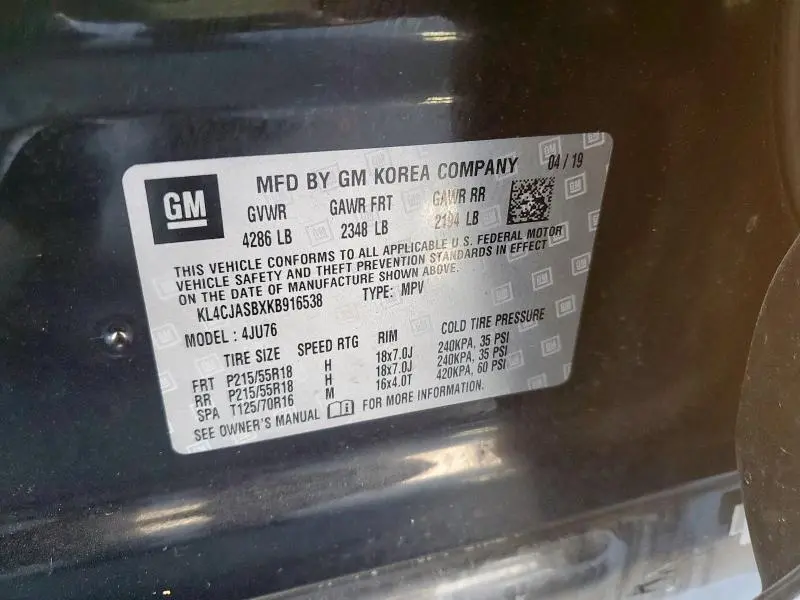 GM
MFD BY GM KOREA COMPANY 04 / 19
GVWR GAWR FRT GAWR RR
4286 LB 2348 LB 2194 LB
THIS VEHICLE CONFORMS TO ALL APPLICABLE U.S. FEDERAL MOTOR
VEHICLE SAFETY AND THEFT PREVENTION STANDARDS IN EFFECT
ON THE DATE OF MANUFACTURE SHOWN ABOVE.
KL4CJASBXKB916538 TYPE: MPV
MODEL : 4JU76
TIRE SIZE SPEED RTG RIM COLD TIRE PRESSURE
FRT P215/55R18 H 18x7.0J 240KPA, 35 PSI
RR P215/55R18 H 18x7.0J 240KPA, 35 PSI
SPA T125/70R16 M 16x4.0T 420KPA, 60 PSI
SEE OWNER'S MANUAL FOR MORE INFORMATION.